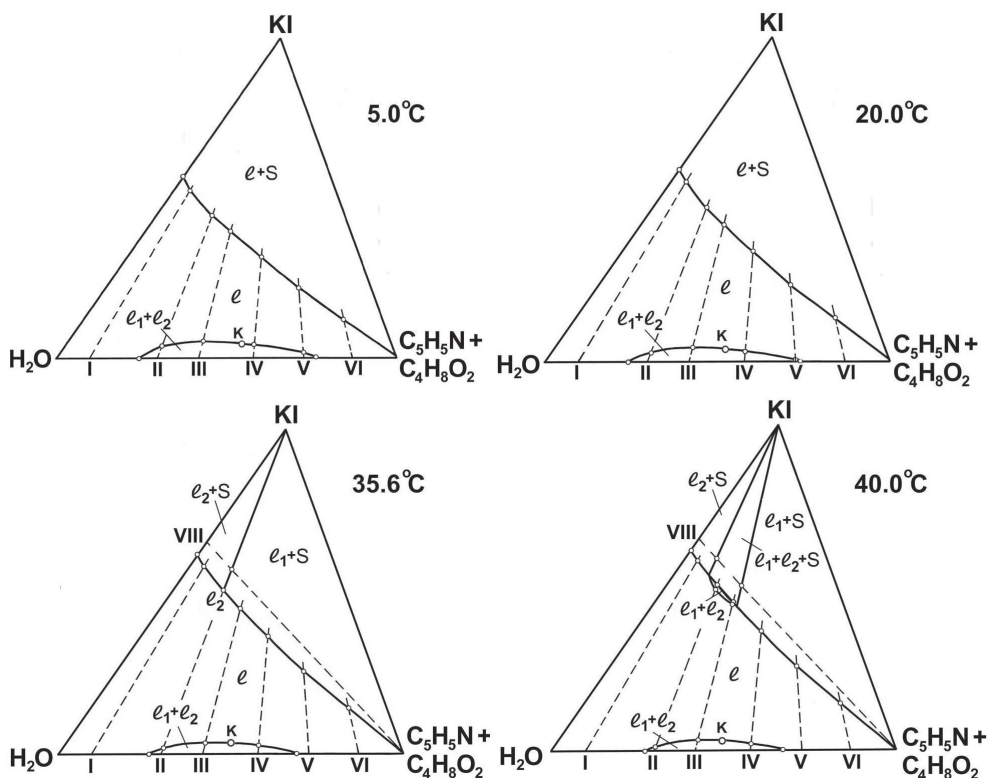 KI
5.0°C
ℓ+S
ℓ
ℓ₁+ℓ₂
K
H₂O
I II III IV V VI
C₅H₅N +
C₄H₈O₂
KI
20.0°C
ℓ+S
ℓ
ℓ₁+ℓ₂
K
H₂O
I II III IV V VI
C₅H₅N +
C₄H₈O₂
KI
35.6°C
ℓ₂+S
VIII
ℓ₁+S
ℓ₂
ℓ
ℓ₁+ℓ₂
K
H₂O
I II III IV V VI
C₅H₅N +
C₄H₈O₂
KI
40.0°C
ℓ₂+S
VIII
ℓ₁+S
ℓ₁+ℓ₂+S
ℓ₁+ℓ₂
ℓ
ℓ₁+ℓ₂
K
H₂O
I II III IV V VI
C₅H₅N +
C₄H₈O₂